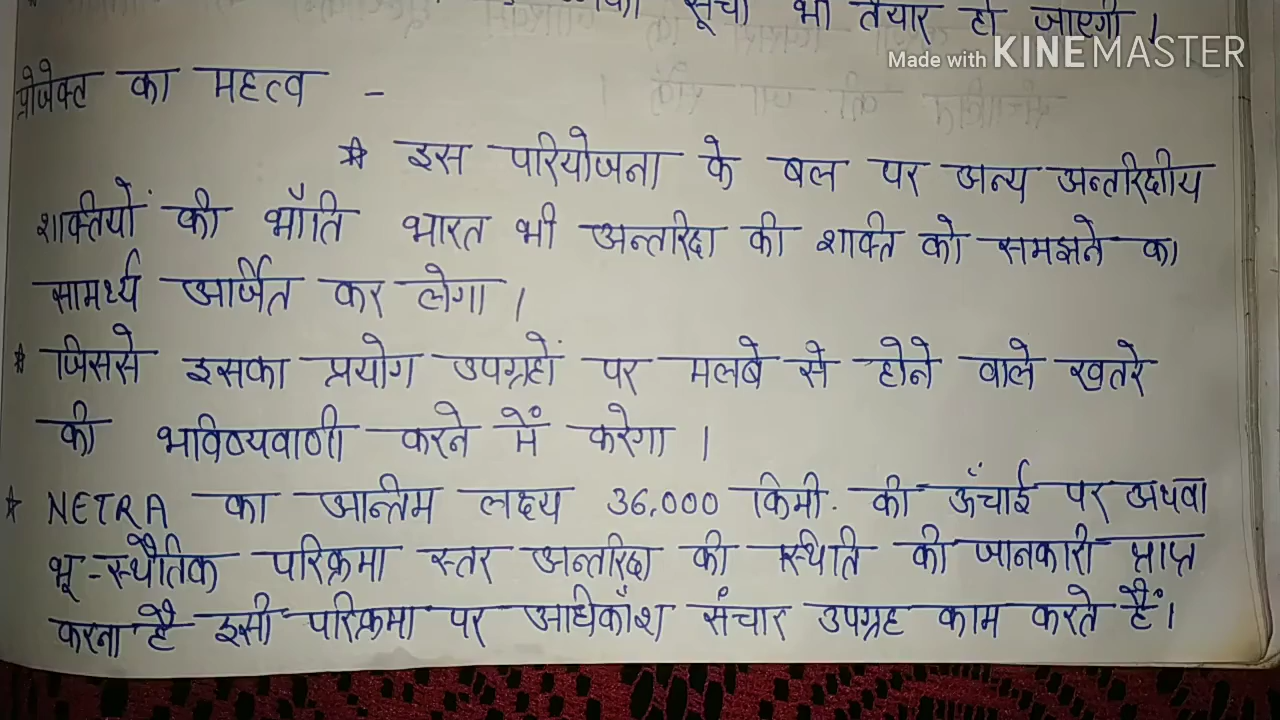 सूची भी तैयार हो जाएगी।
Made with KINEMASTER
प्रोजेक्ट का महत्व -
* इस परियोजना के बल पर अन्य अन्तरिक्षीय
शक्तियों की भाँति भारत भी अन्तरिक्ष की शक्ति को समझने का
सामर्थ्य अर्जित कर लेगा।
* जिससे इसका प्रयोग उपग्रहों पर मलबे से होने वाले खतरे
की भविष्यवाणी करने में करेगा।
* NETRA का अन्तिम लक्ष्य 36,000 किमी. की ऊँचाई पर अथवा
भू-स्थैतिक परिक्रमा स्तर अन्तरिक्ष की स्थिति की जानकारी प्राप्त
करना है इसी परिक्रमा पर अधिकाँश संचार उपग्रह काम करते हैं।